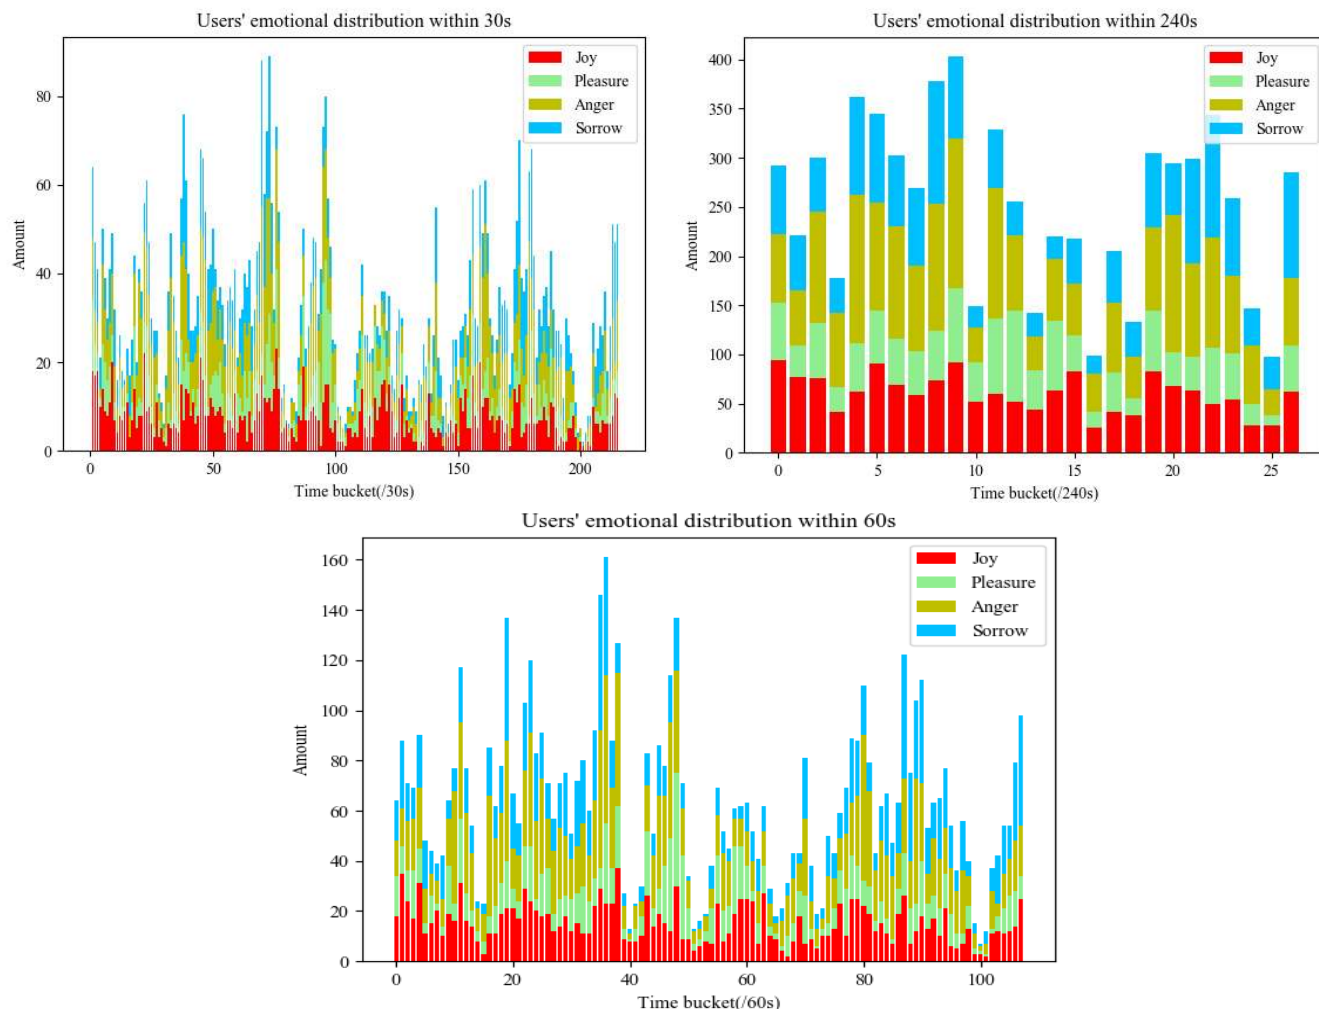 Users' emotional distribution within 30s
Joy
Pleasure
Anger
Sorrow
80
60
40
20
0
Amount
0 50 100 150 200
Time bucket(/30s)
Users' emotional distribution within 240s
Joy
Pleasure
Anger
Sorrow
400
350
300
250
200
150
100
50
0
Amount
0 5 10 15 20 25
Time bucket(/240s)
Users' emotional distribution within 60s
Joy
Pleasure
Anger
Sorrow
160
140
120
100
80
60
40
20
0
Amount
0 20 40 60 80 100
Time bucket(/60s)